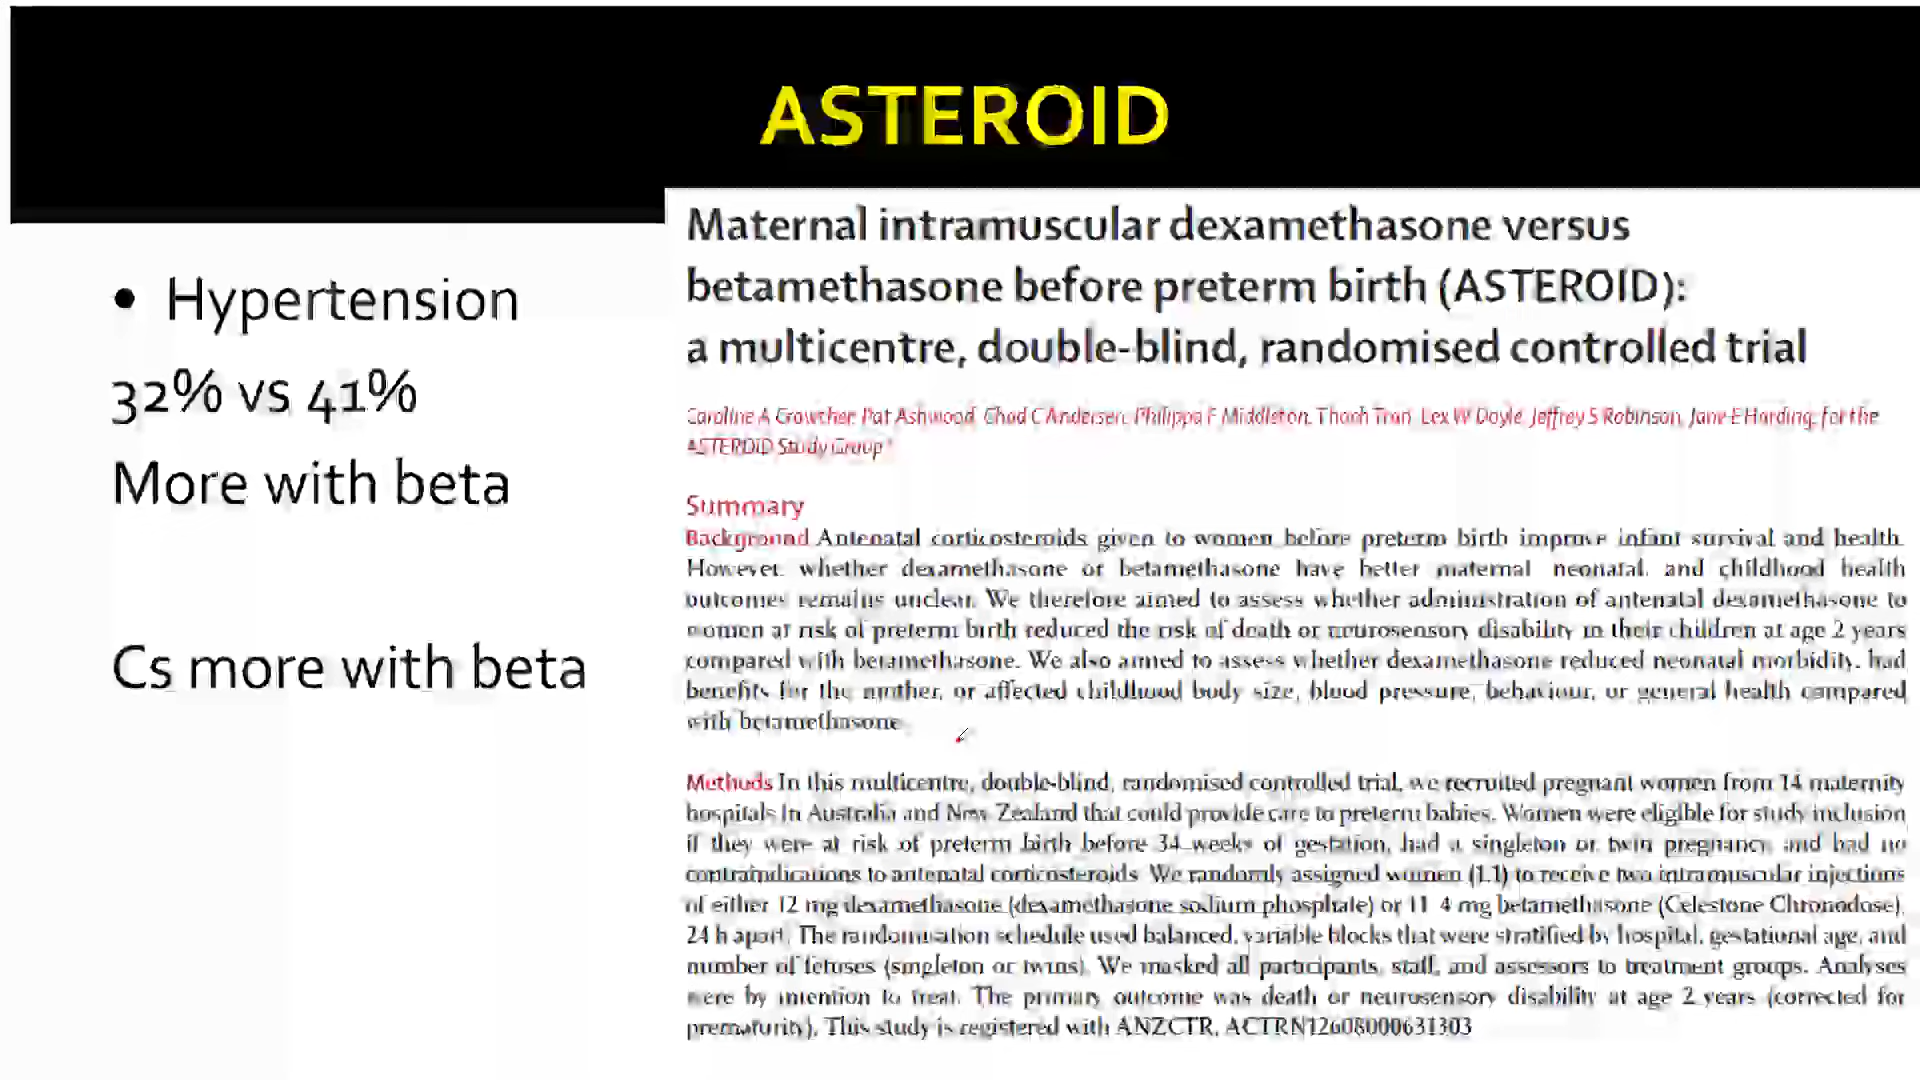 ASTEROID
• Hypertension
32% vs 41%
More with beta
Cs more with beta
Maternal intramuscular dexamethasone versus
betamethasone before preterm birth (ASTEROID):
a multicentre, double-blind, randomised controlled trial
Caroline A Crowther, Pat Ashwood, Chad C Andersen, Philippa F Middleton, Thach Tran, Lex W Doyle, Jeffrey S Robinson, Jane E Harding, for the
ASTEROID Study Group*
Summary
Background Antenatal corticosteroids given to women before preterm birth improve infant survival and health.
However, whether dexamethasone or betamethasone have better maternal, neonatal, and childhood health
outcomes remains unclear. We therefore aimed to assess whether administration of antenatal dexamethasone to
women at risk of preterm birth reduced the risk of death or neurosensory disability in their children at age 2 years
compared with betamethasone. We also aimed to assess whether dexamethasone reduced neonatal morbidity, had
benefits for the mother, or affected childhood body size, blood pressure, behaviour, or general health compared
with betamethasone.
Methods In this multicentre, double-blind, randomised controlled trial, we recruited pregnant women from 14 maternity
hospitals in Australia and New Zealand that could provide care to preterm babies. Women were eligible for study inclusion
if they were at risk of preterm birth before 34 weeks of gestation, had a singleton or twin pregnancy, and had no
contraindications to antenatal corticosteroids. We randomly assigned women (1:1) to receive two intramuscular injections
of either 12 mg dexamethasone (dexamethasone sodium phosphate) or 11·4 mg betamethasone (Celestone Chronodose),
24 h apart. The randomisation schedule used balanced, variable blocks that were stratified by hospital, gestational age, and
number of fetuses (singleton or twins). We masked all participants, staff, and assessors to treatment groups. Analyses
were by intention to treat. The primary outcome was death or neurosensory disability at age 2 years (corrected for
prematurity). This study is registered with ANZCTR, ACTRN12608000631303